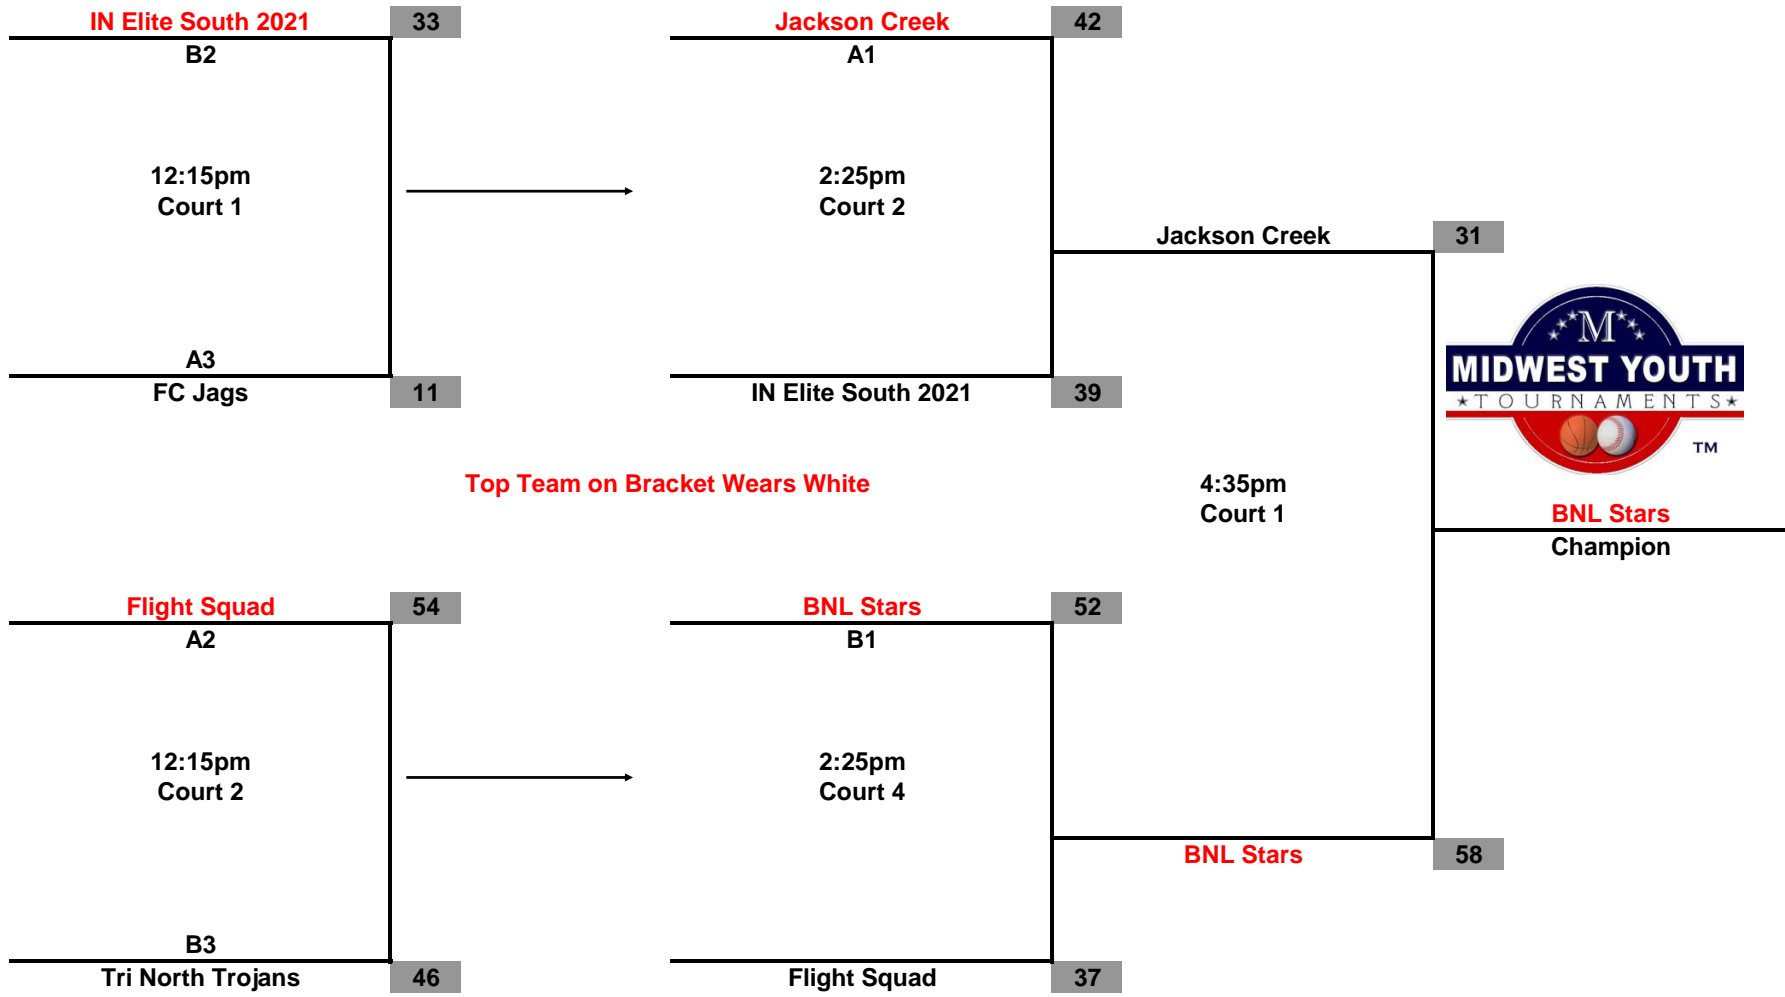 IN Elite South 2021 33 Jackson Creek 42
B2 A1
12:15pm 2:25pm
Court 1 Court 2
Jackson Creek 31
M
MIDWEST YOUTH
A3
TOURNAMENTS
FC Jags 11 IN Elite South 2021 39
TM
Top Team on Bracket Wears White 4:35pm
Court 1 BNL Stars
Champion
Flight Squad 54 BNL Stars 52
A2 B1
12:15pm 2:25pm
Court 2 Court 4
BNL Stars 58
B3
Tri North Trojans 46 Flight Squad 37